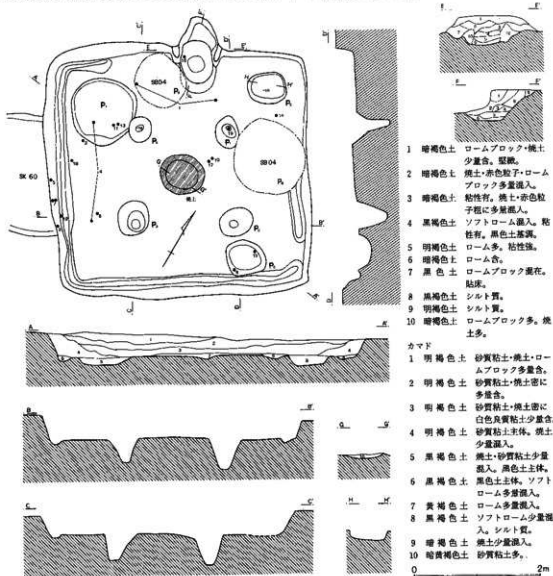 1 暗褐色土 ロームブロック・焼土
少量含。堅緻。
2 暗褐色土 焼土・赤色粒子・ローム
ブロック多量混入。
3 暗褐色土 粘性有。焼土・赤色粒
子粗に多量混入。
4 黒褐色土 ソフトローム混入。粘
性有。黒色土基調。
5 明褐色土 ローム多。粘性強。
6 暗褐色土 ローム含。
7 黒色土 ロームブロック混在。
貼床。
8 黒褐色土 シルト質。
9 明褐色土 シルト質。
10 暗褐色土 ロームブロック多。焼
土多。
カマド
1 明褐色土 砂質粘土・焼土・ロー
ムブロック多量含。
2 明褐色土 砂質粘土・焼土密に
多量含。
3 明褐色土 砂質粘土・焼土密に
白色良質粘土少量含。
4 明褐色土 砂質粘土主体。焼土
少量混入。
5 黒褐色土 焼土・砂質粘土少量
混入。黒色土主体。
6 黒褐色土 黒色土主体。ソフト
ローム多量混入。
7 黄褐色土 ローム多量混入。
8 黒褐色土 ソフトローム少量混
入。シルト質。
9 暗褐色土 焼土少量混入。
10 暗黄褐色土 砂質粘土多。
0 2m
SB04
SB04
SK 60